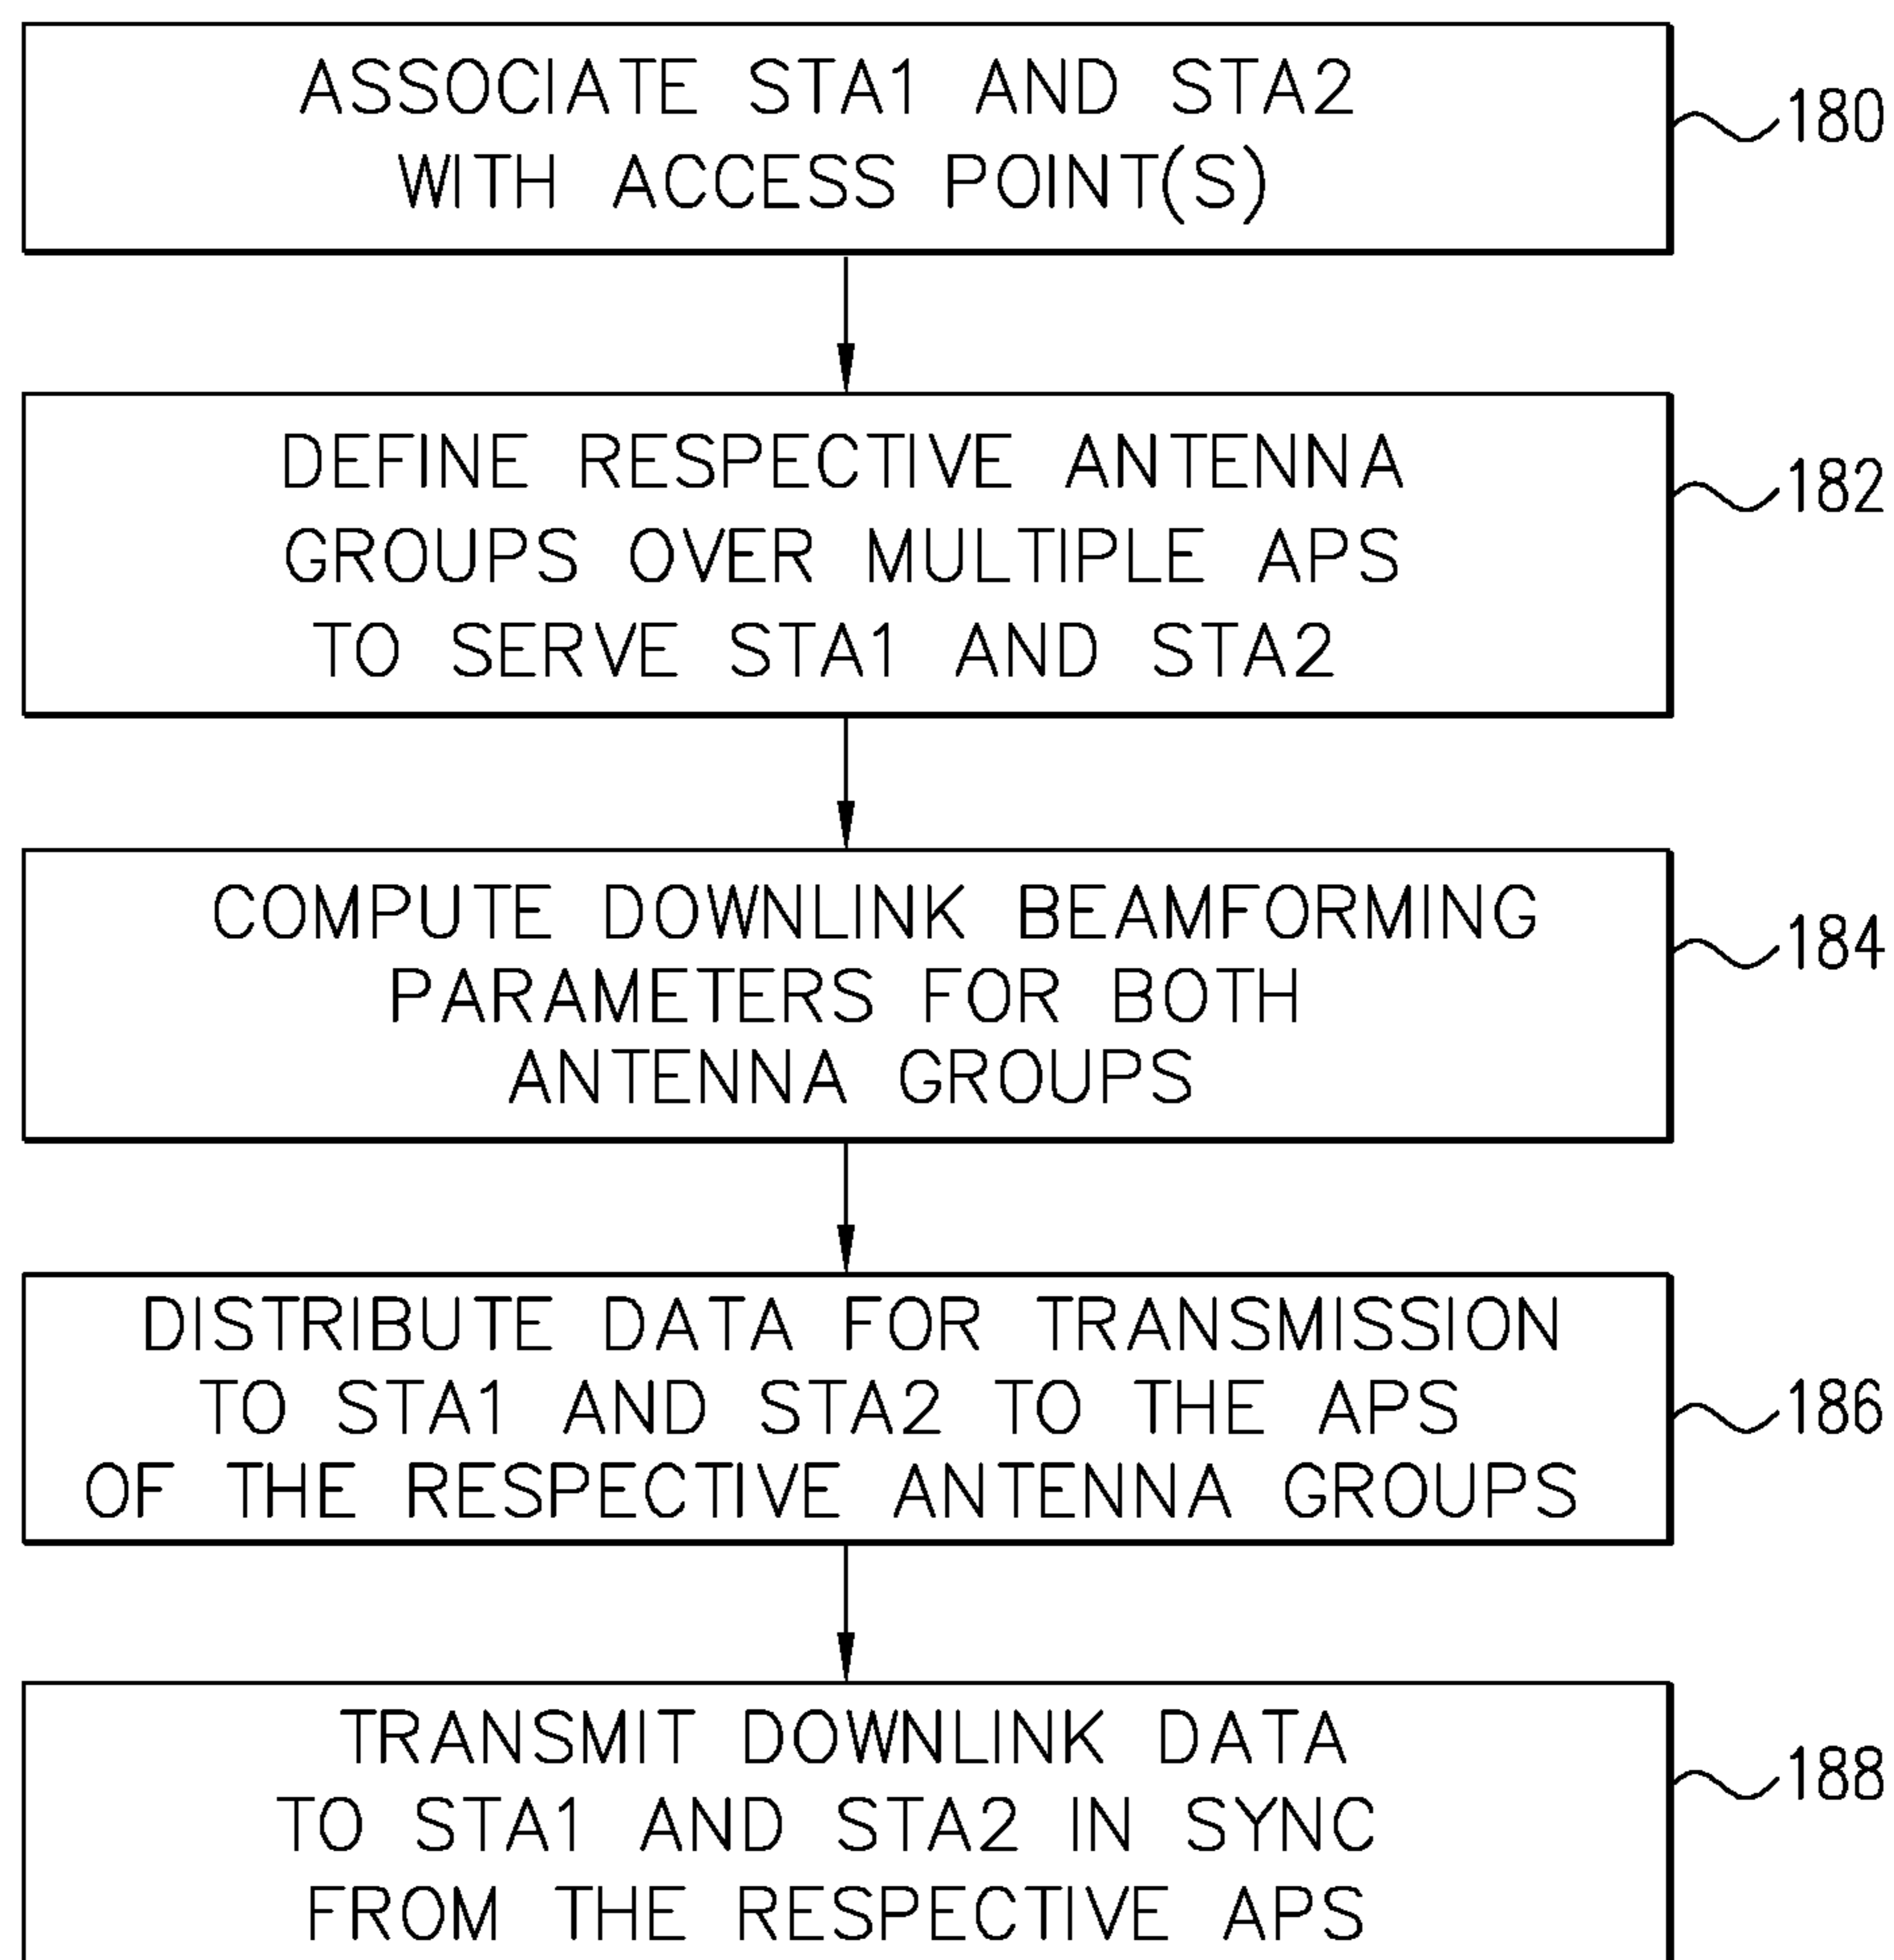 ASSOCIATE STA1 AND STA2
WITH ACCESS POINT(S)
180
DEFINE RESPECTIVE ANTENNA
GROUPS OVER MULTIPLE APS
TO SERVE STA1 AND STA2
182
COMPUTE DOWNLINK BEAMFORMING
PARAMETERS FOR BOTH
ANTENNA GROUPS
184
DISTRIBUTE DATA FOR TRANSMISSION
TO STA1 AND STA2 TO THE APS
OF THE RESPECTIVE ANTENNA GROUPS
186
TRANSMIT DOWNLINK DATA
TO STA1 AND STA2 IN SYNC
FROM THE RESPECTIVE APS
188